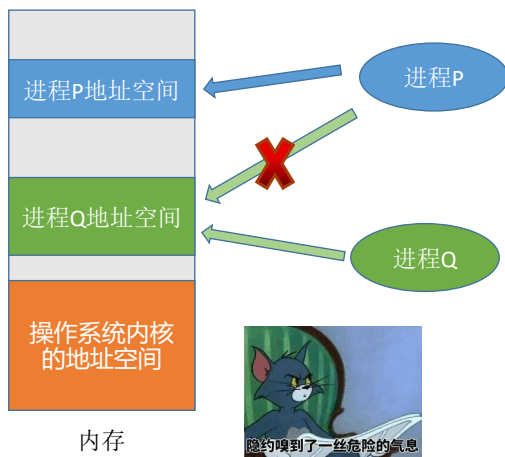 进程P地址空间
进程P
进程Q地址空间
进程Q
操作系统内核
的地址空间
隐约嗅到了一丝危险的气息
内存